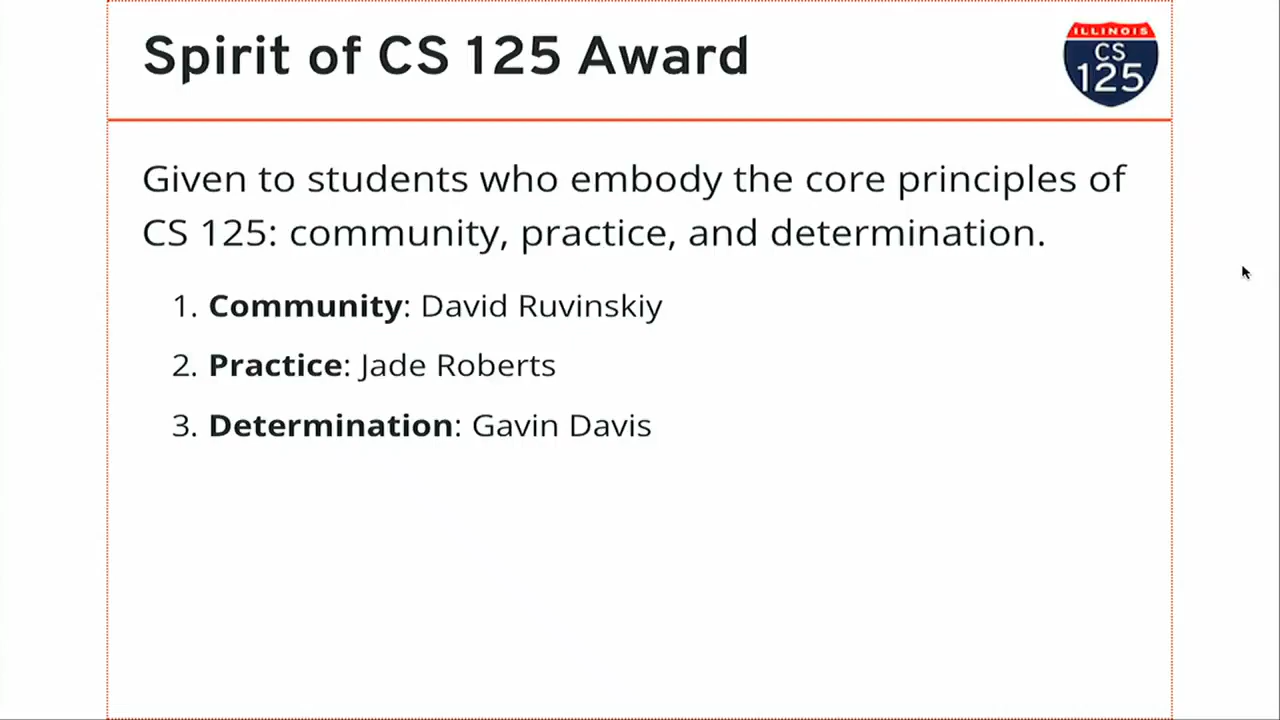 Spirit of CS 125 Award
ILLINOIS
CS
125
Given to students who embody the core principles of
CS 125: community, practice, and determination.
1. Community: David Ruvinskiy
2. Practice: Jade Roberts
3. Determination: Gavin Davis